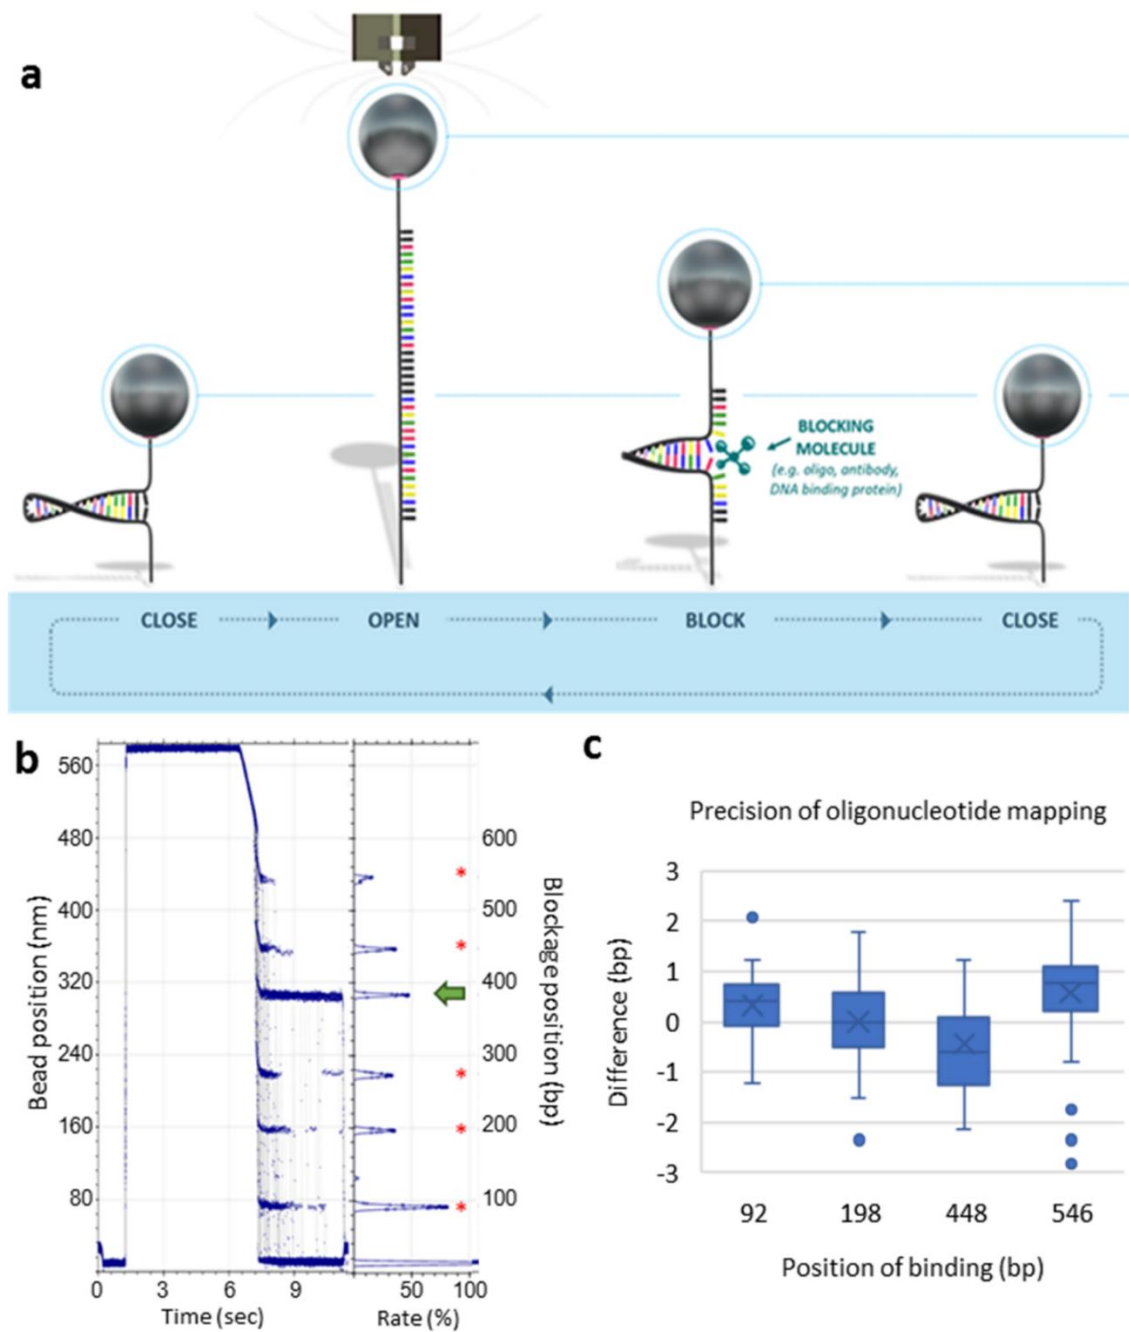 a
BLOCKING
MOLECULE
(e.g. oligo, antibody,
DNA binding protein)
CLOSE
OPEN
BLOCK
CLOSE
b
560
480
400
320
240
160
80
Bead position (nm)
0
3
6
9
Time (sec)
50
100
Rate (%)
600
500
400
300
200
100
Blockage position (bp)
*
*
*
*
*
c
Precision of oligonucleotide mapping
3
2
1
0
-1
-2
-3
Difference (bp)
92
198
448
546
Position of binding (bp)